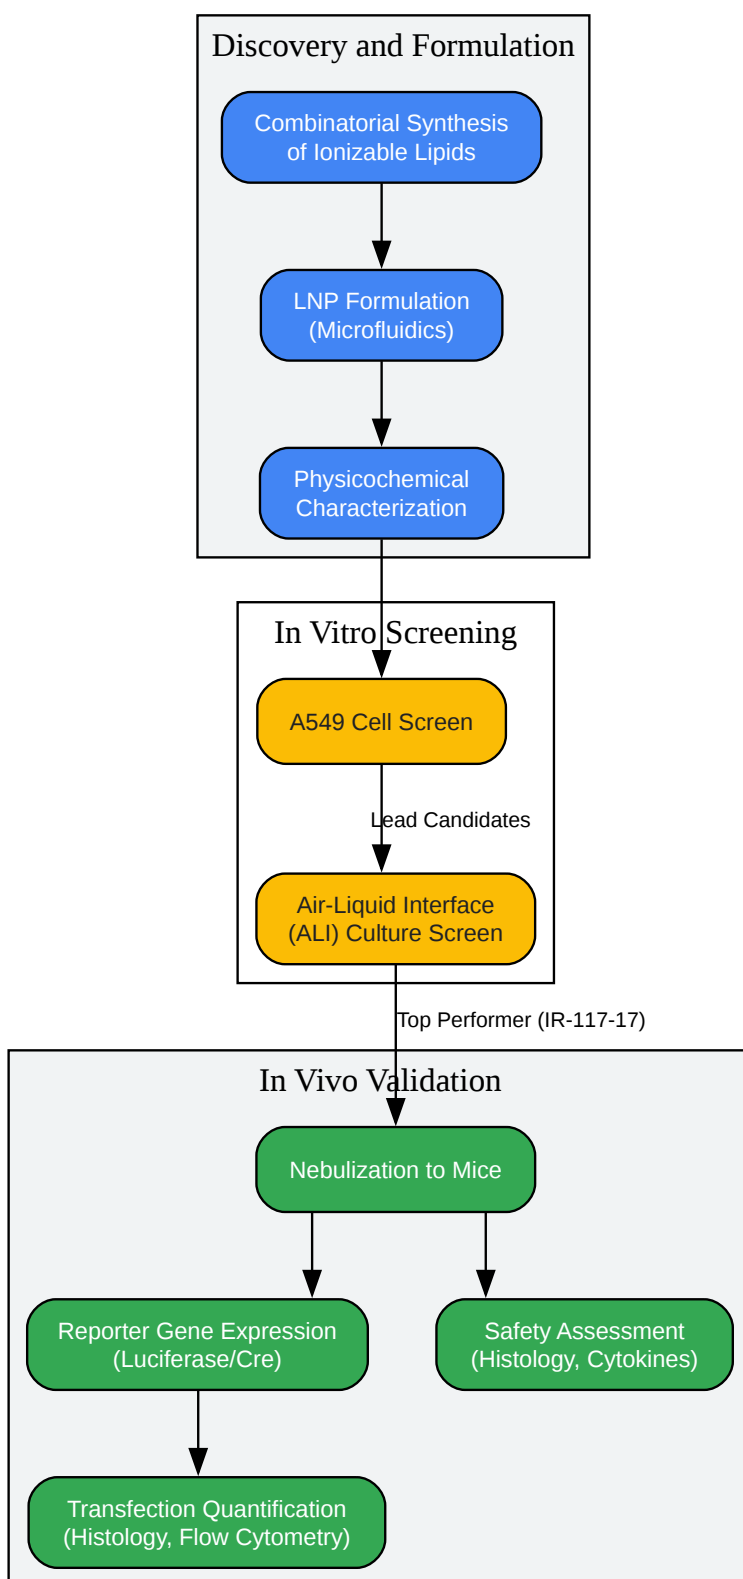 Discovery and Formulation
Combinatorial Synthesis
of Ionizable Lipids
LNP Formulation
(Microfluidics)
Physicochemical
Characterization
In Vitro Screening
A549 Cell Screen
Lead Candidates
Air-Liquid Interface
(ALI) Culture Screen
Top Performer (IR-117-17)
In Vivo Validation
Nebulization to Mice
Reporter Gene Expression
(Luciferase/Cre)
Safety Assessment
(Histology, Cytokines)
Transfection Quantification
(Histology, Flow Cytometry)